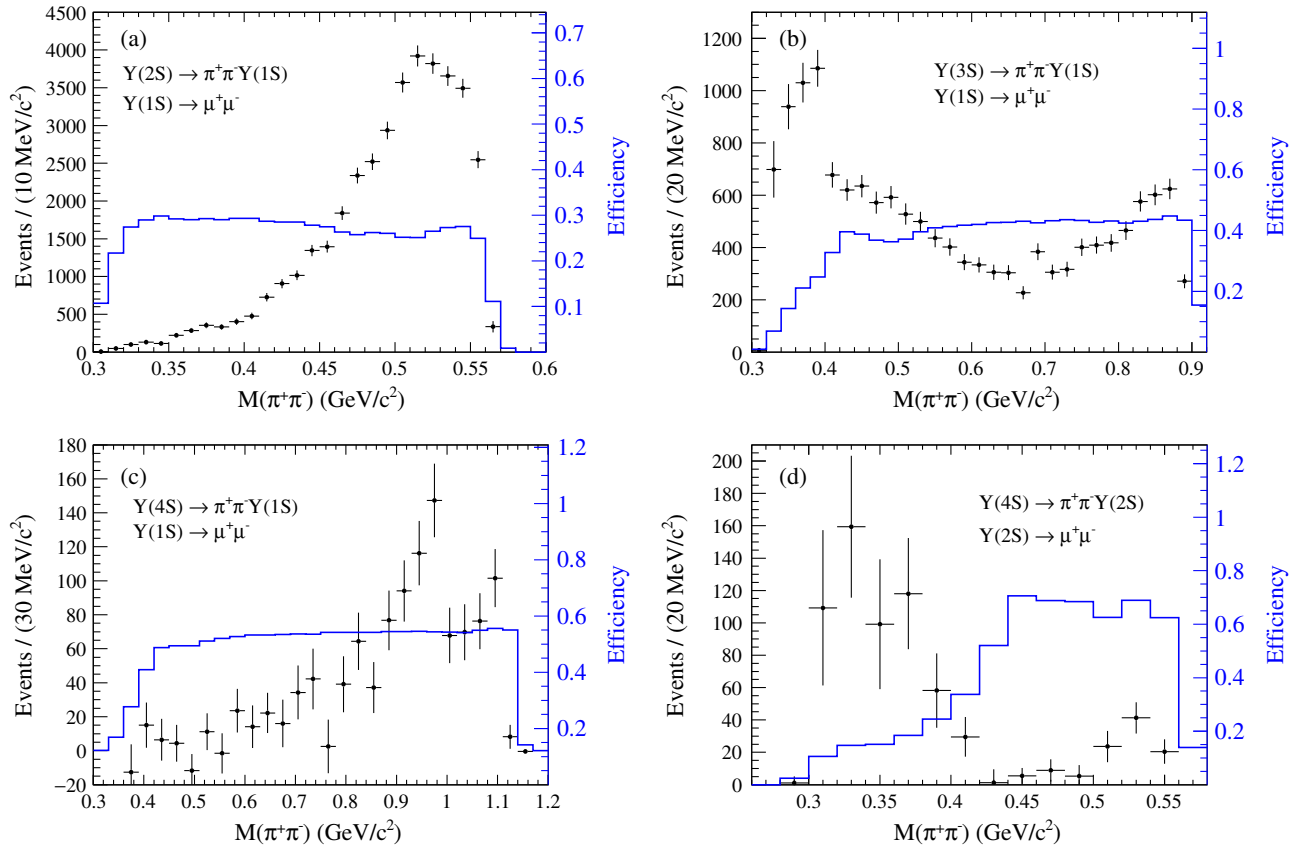 (a)
Υ(2S) → π⁺π⁻Υ(1S)
Υ(1S) → μ⁺μ⁻
Events / (10 MeV/c²)
4500
4000
3500
3000
2500
2000
1500
1000
500
0
0.3 0.35 0.4 0.45 0.5 0.55 0.6
M(π⁺π⁻) (GeV/c²)
0.7
0.6
0.5
0.4
0.3
0.2
0.1
Efficiency
(b)
Υ(3S) → π⁺π⁻Υ(1S)
Υ(1S) → μ⁺μ⁻
Events / (20 MeV/c²)
1200
1000
800
600
400
200
0
0.3 0.4 0.5 0.6 0.7 0.8 0.9
M(π⁺π⁻) (GeV/c²)
1
0.8
0.6
0.4
0.2
Efficiency
(c)
Υ(4S) → π⁺π⁻Υ(1S)
Υ(1S) → μ⁺μ⁻
Events / (30 MeV/c²)
180
160
140
120
100
80
60
40
20
0
−20
0.3 0.4 0.5 0.6 0.7 0.8 0.9 1 1.1 1.2
M(π⁺π⁻) (GeV/c²)
1.2
1
0.8
0.6
0.4
0.2
Efficiency
(d)
Υ(4S) → π⁺π⁻Υ(2S)
Υ(2S) → μ⁺μ⁻
Events / (20 MeV/c²)
200
180
160
140
120
100
80
60
40
20
0
0.3 0.35 0.4 0.45 0.5 0.55
M(π⁺π⁻) (GeV/c²)
1.2
1
0.8
0.6
0.4
0.2
Efficiency